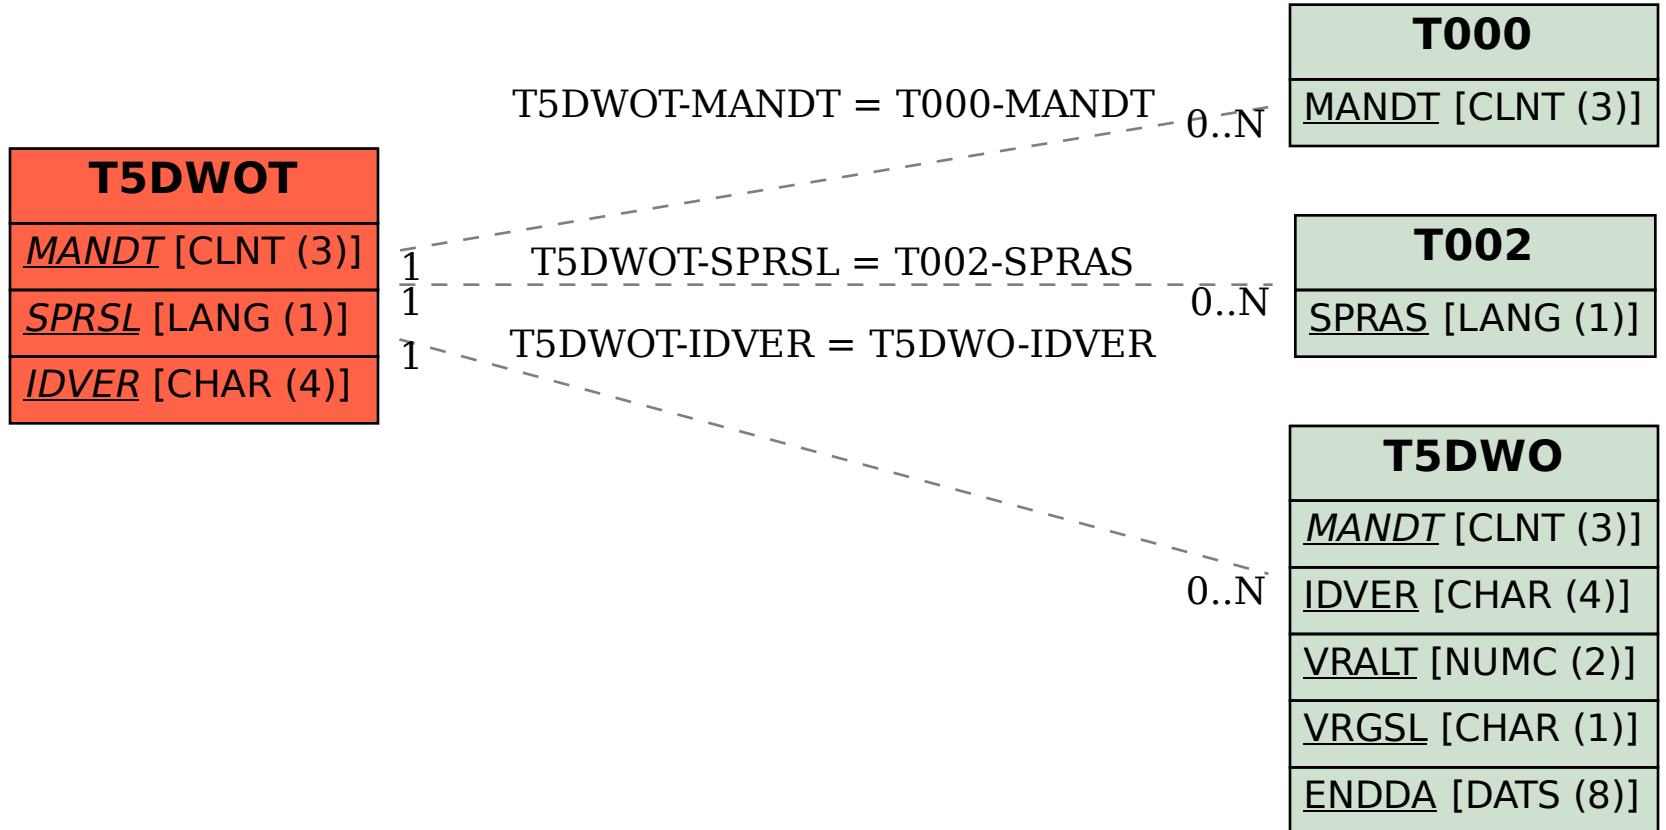 T5DWOT
MANDT [CLNT (3)]
SPRSL [LANG (1)]
IDVER [CHAR (4)]
T5DWOT-MANDT = T000-MANDT
0..N
1
T5DWOT-SPRSL = T002-SPRAS
1
0..N
T5DWOT-IDVER = T5DWO-IDVER
1
0..N
T000
MANDT [CLNT (3)]
T002
SPRAS [LANG (1)]
T5DWO
MANDT [CLNT (3)]
IDVER [CHAR (4)]
VRALT [NUMC (2)]
VRGSL [CHAR (1)]
ENDDA [DATS (8)]